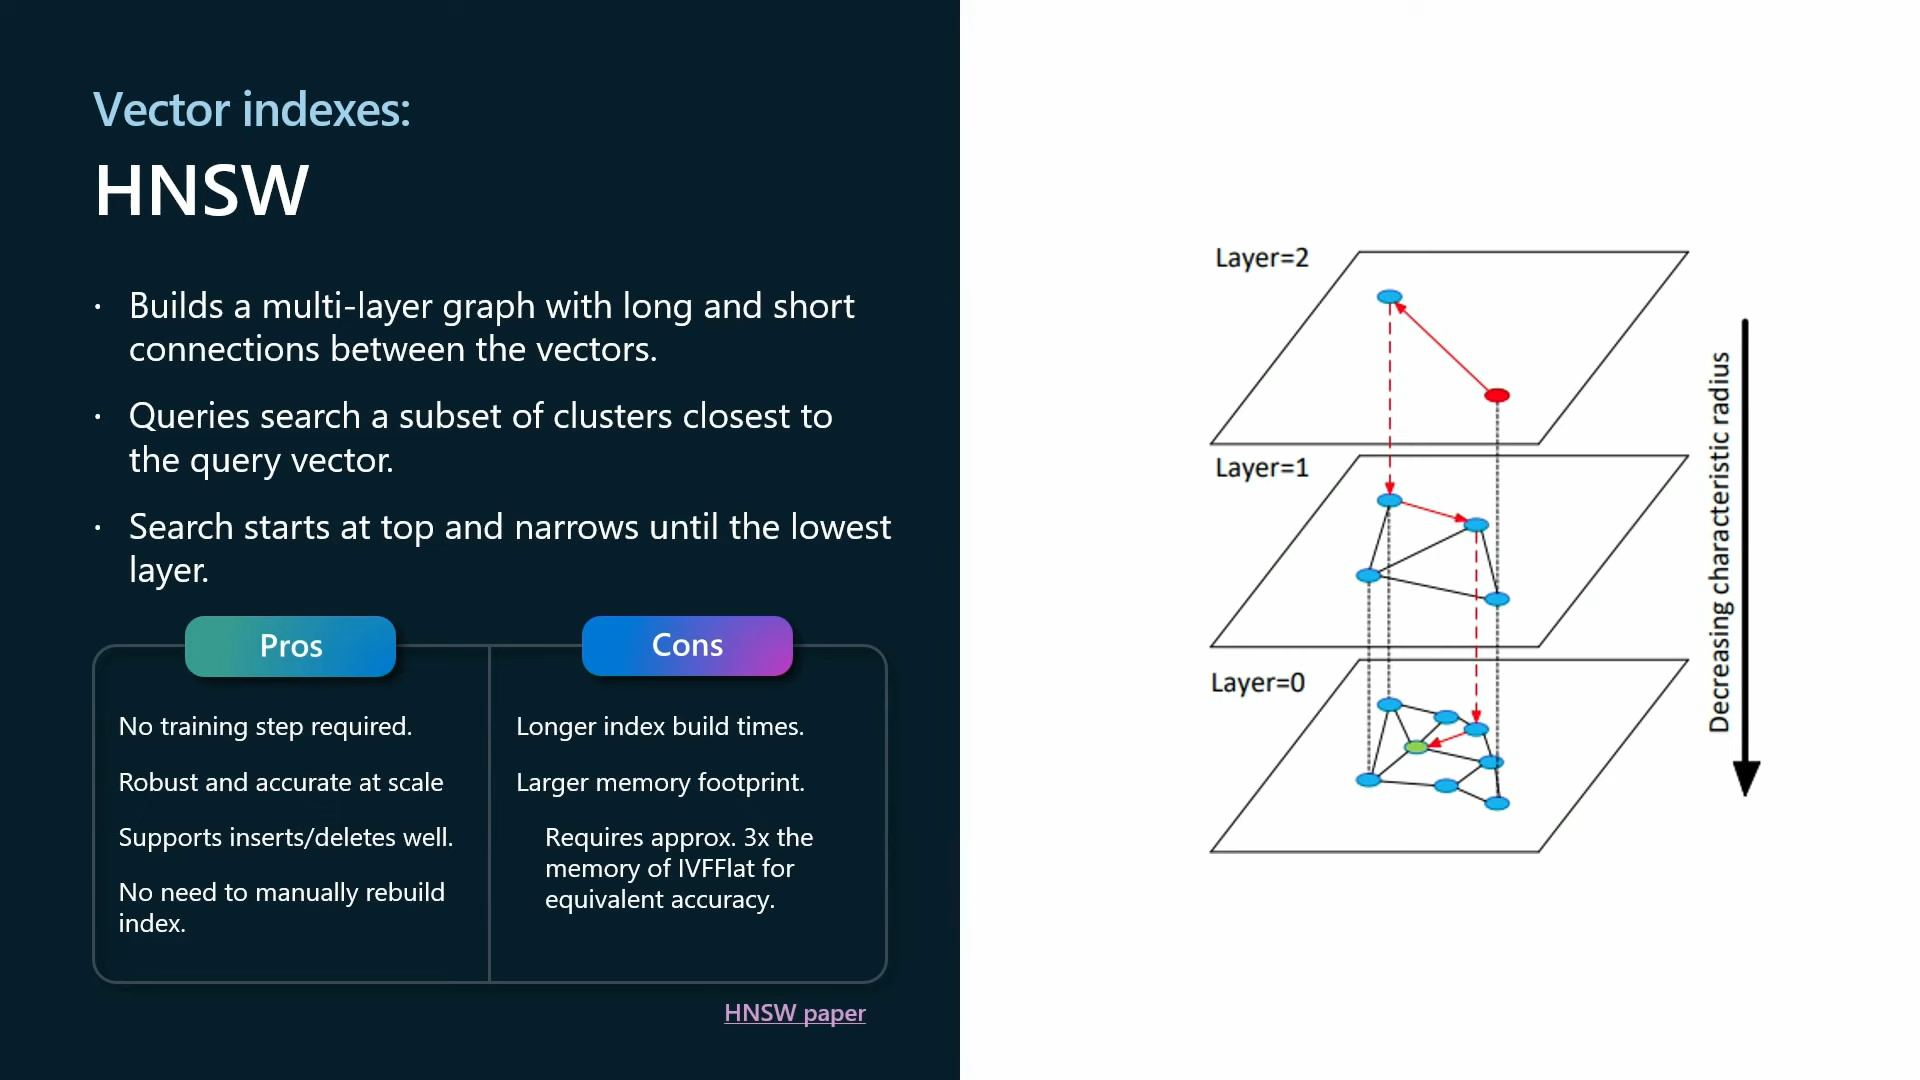 Vector indexes:
HNSW
· Builds a multi-layer graph with long and short
connections between the vectors.
· Queries search a subset of clusters closest to
the query vector.
· Search starts at top and narrows until the lowest
layer.
Pros
No training step required.
Robust and accurate at scale
Supports inserts/deletes well.
No need to manually rebuild
index.
Cons
Longer index build times.
Larger memory footprint.
Requires approx. 3x the
memory of IVFFlat for
equivalent accuracy.
HNSW paper
Layer=2
Layer=1
Layer=0
Decreasing characteristic radius